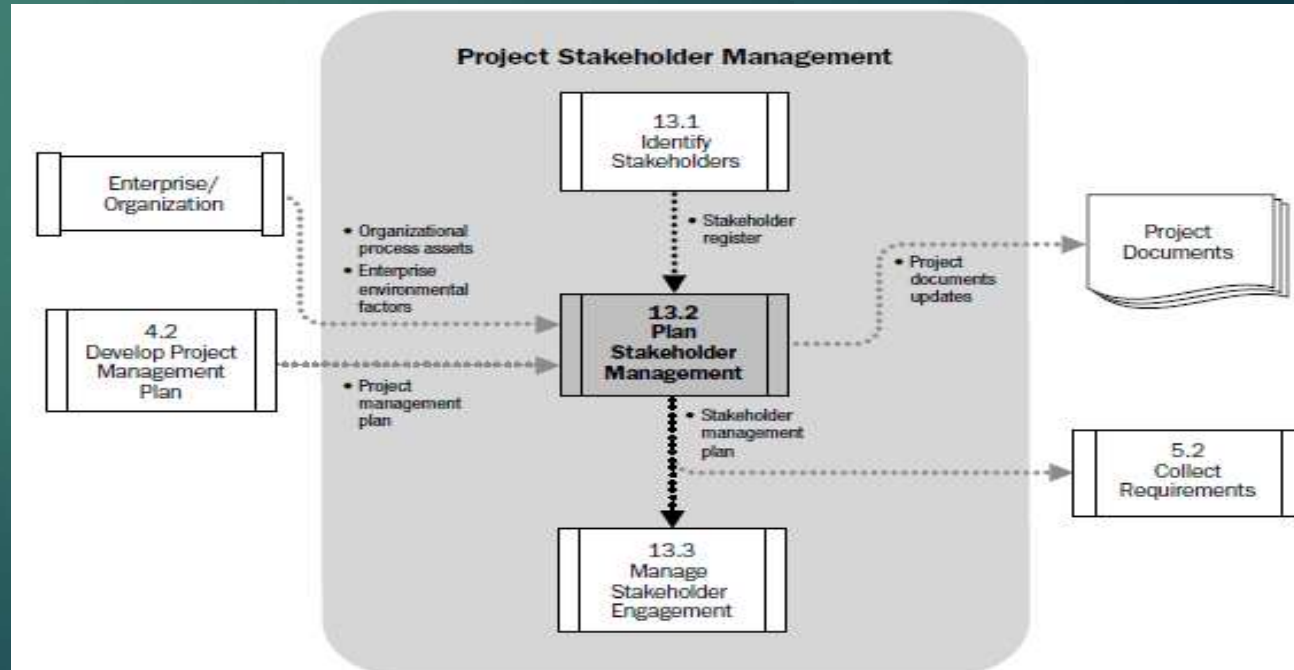 Project Stakeholder Management
13.1
Identify
Stakeholders
Enterprise/
Organization
• Organizational
process assets
• Enterprise
environmental
factors
• Stakeholder
register
• Project
documents
updates
Project
Documents
4.2
Develop Project
Management
Plan
• Project
management
plan
13.2
Plan
Stakeholder
Management
• Stakeholder
management
plan
5.2
Collect
Requirements
13.3
Manage
Stakeholder
Engagement